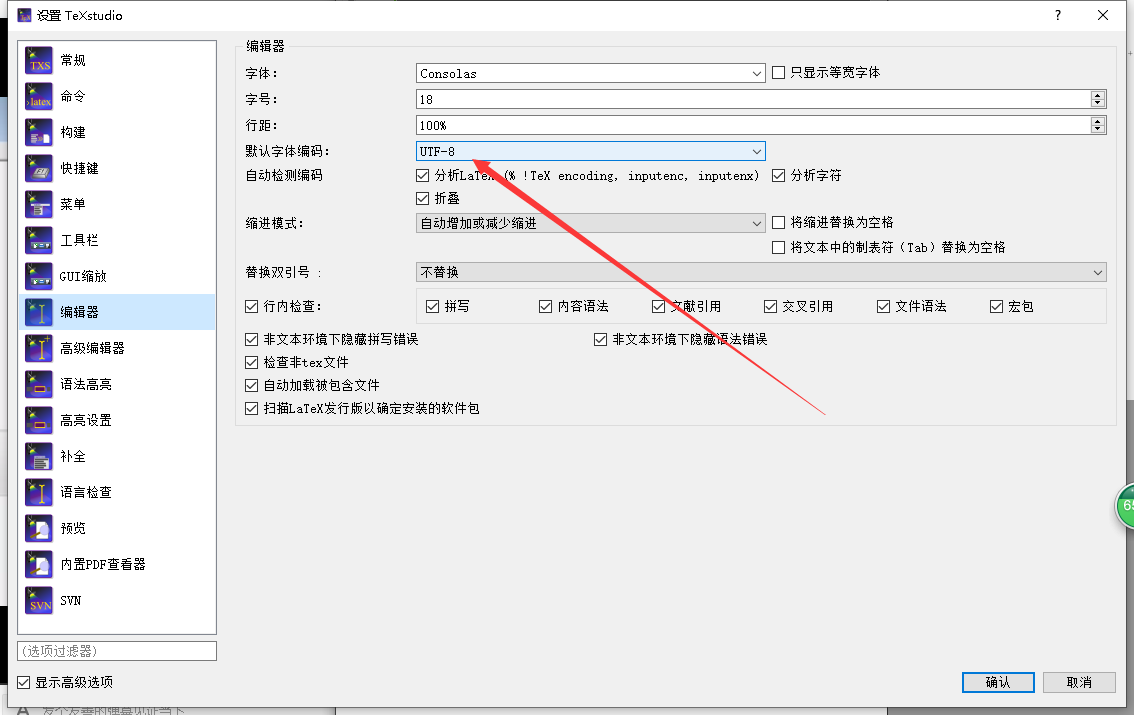 设置 TeXstudio
?
常规
命令
构建
快捷键
菜单
工具栏
GUI缩放
编辑器
高级编辑器
语法高亮
高亮设置
补全
语言检查
预览
内置PDF查看器
SVN
(选项过滤器)
显示高级选项
编辑器
字体: Consolas 只显示等宽字体
字号: 18
行距: 100%
默认字体编码: UTF-8
自动检测编码 分析LaTeX (% !TeX encoding, inputenc, inputenx) 分析字符
折叠
缩进模式: 自动增加或减少缩进 将缩进替换为空格
将文本中的制表符(Tab)替换为空格
替换双引号 : 不替换
行内检查: 拼写 内容语法 文献引用 交叉引用 文件语法 宏包
非文本环境下隐藏拼写错误 非文本环境下隐藏语法错误
检查非tex文件
自动加载被包含文件
扫描LaTeX发行版以确定安装的软件包
确认 取消
发个友善的弹幕见证当下